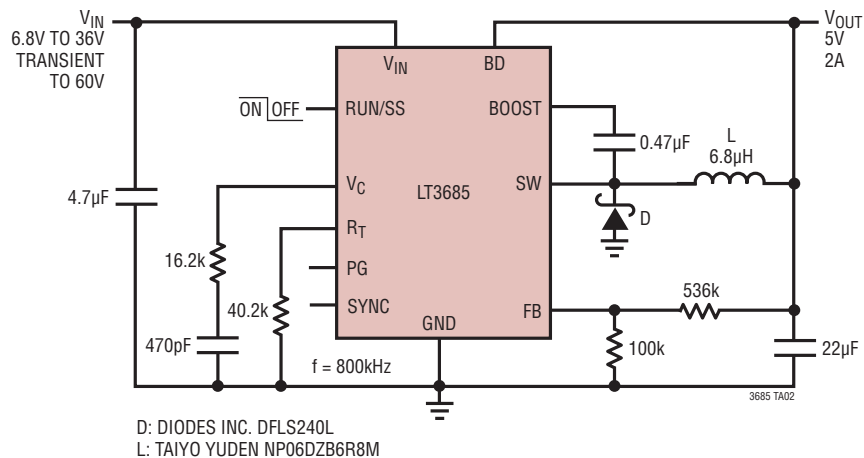 VIN
6.8V TO 36V
TRANSIENT
TO 60V
VOUT
5V
2A
VIN
BD
ON OFF
RUN/SS
BOOST
0.47µF
L
6.8µH
4.7µF
VC
LT3685
SW
D
RT
16.2k
PG
40.2k
SYNC
FB
536k
GND
470pF
f = 800kHz
100k
22µF
3685 TA02
D: DIODES INC. DFLS240L
L: TAIYO YUDEN NP06DZB6R8M